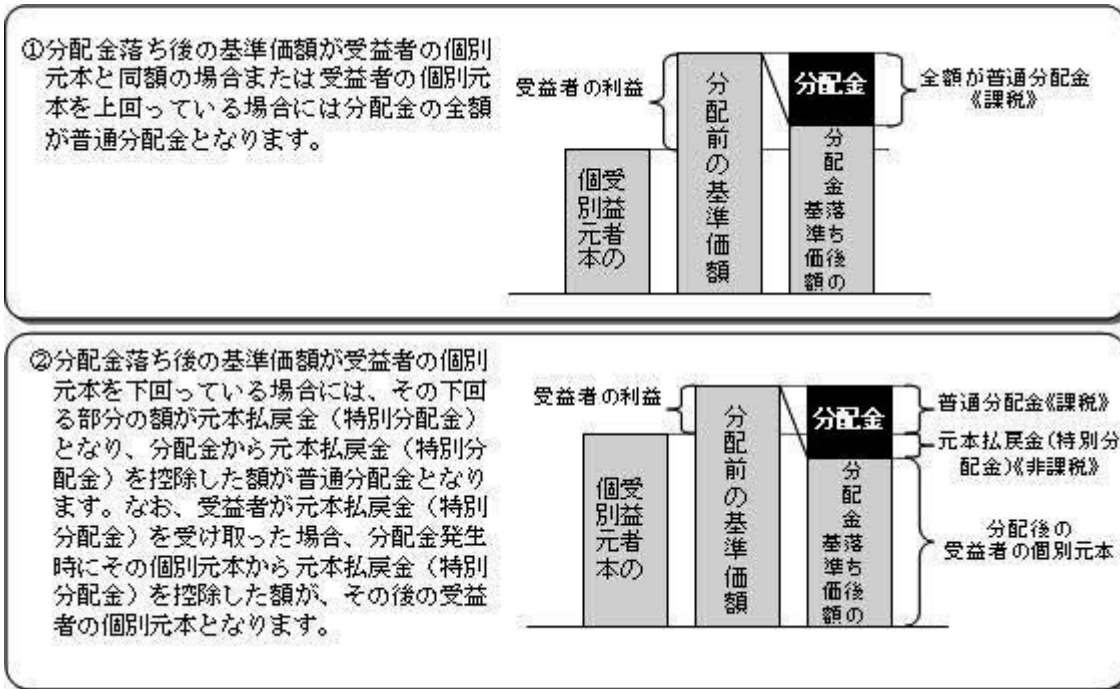 ①分配金落ち後の基準価額が受益者の個別
元本と同額の場合または受益者の個別元
本を上回っている場合には分配金の全額
が普通分配金となります。
受益者の利益
分配前の基準価額
分配金
全額が普通分配金
《課税》
受益者の
個別元本
分配金
落ち後の
基準価額
②分配金落ち後の基準価額が受益者の個別
元本を下回っている場合には、その下回
る部分の額が元本払戻金（特別分配金）
となり、分配金から元本払戻金（特別分
配金）を控除した額が普通分配金となり
ます。なお、受益者が元本払戻金（特別
分配金）を受け取った場合、分配金発生
時にその個別元本から元本払戻金（特別
分配金）を控除した額が、その後の受益
者の個別元本となります。
受益者の利益
分配前の基準価額
分配金
普通分配金《課税》
元本払戻金(特別分
配金)《非課税》
受益者の
個別元本
分配金
落ち後の
基準価額
分配後の
受益者の個別元本